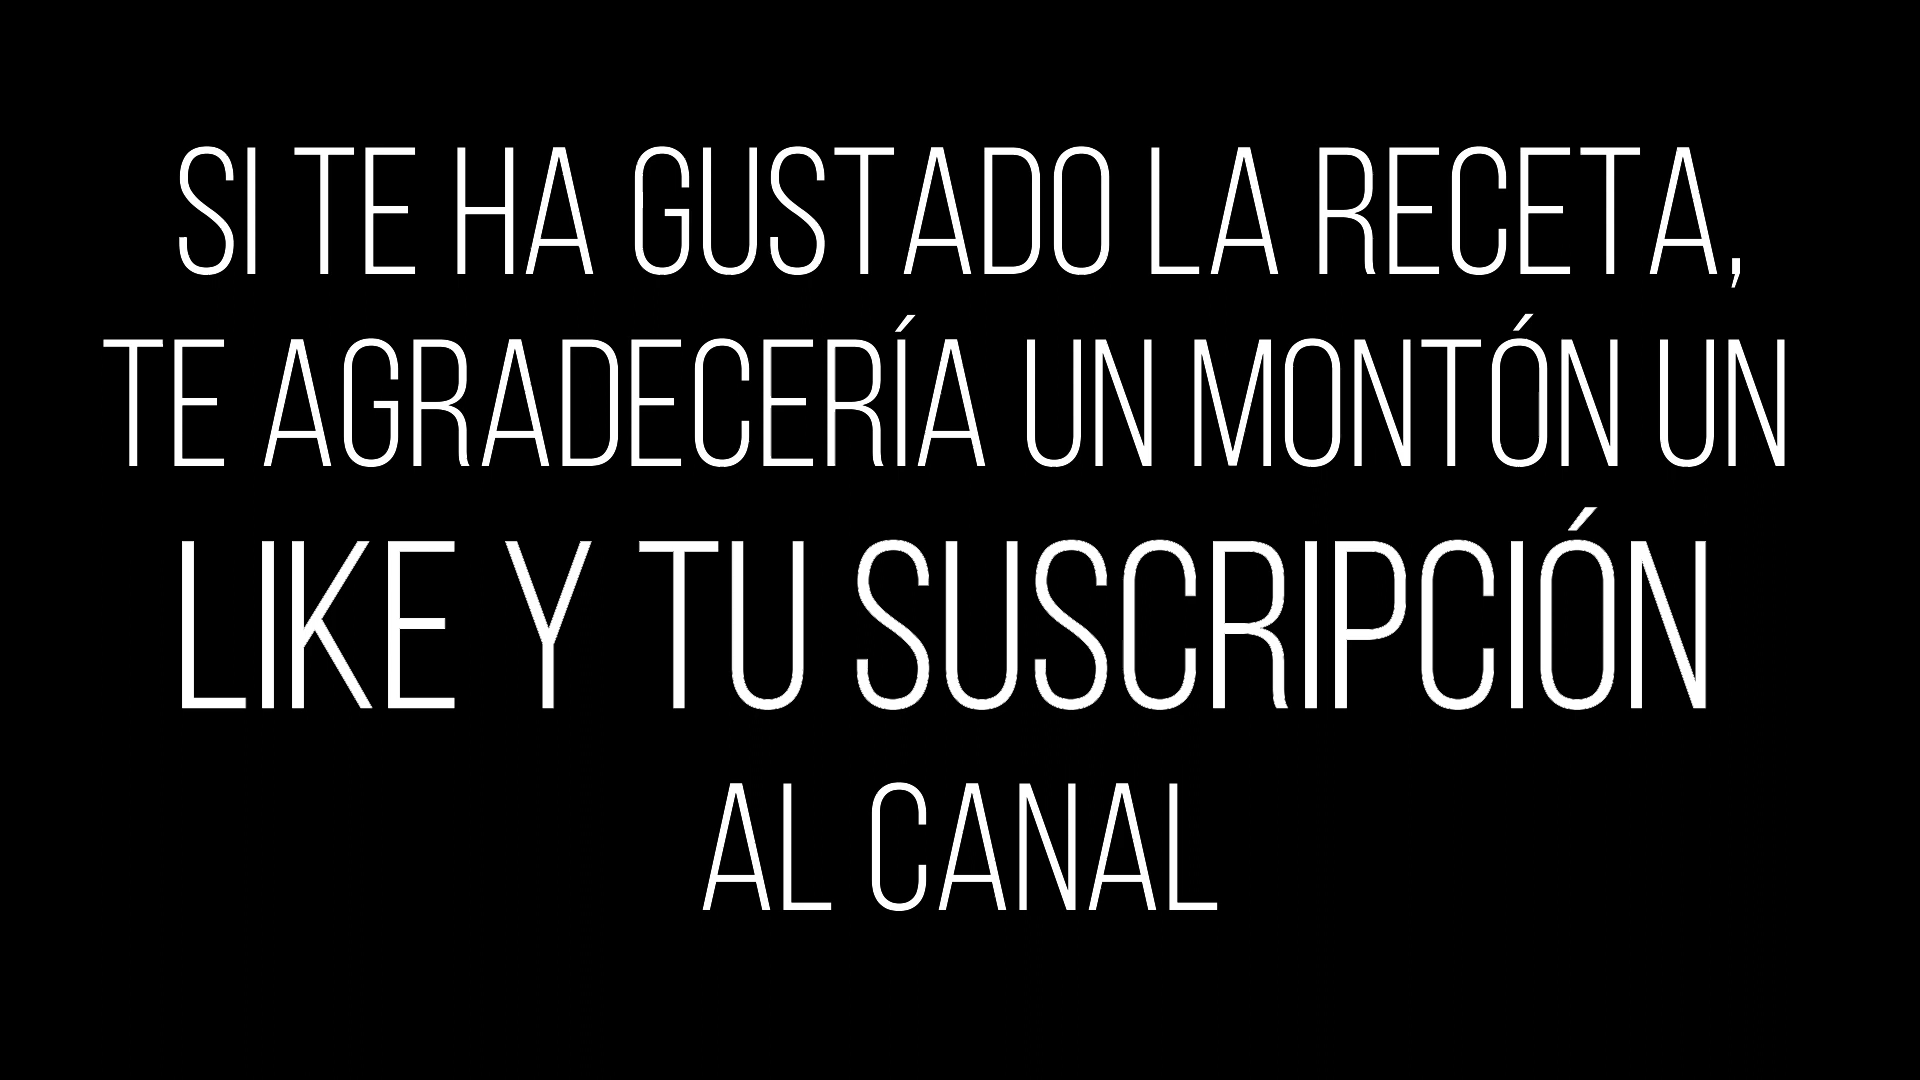 SI TE HA GUSTADO LA RECETA,
TE AGRADECERÍA UN MONTÓN UN
LIKE Y TU SUSCRIPCIÓN
AL CANAL